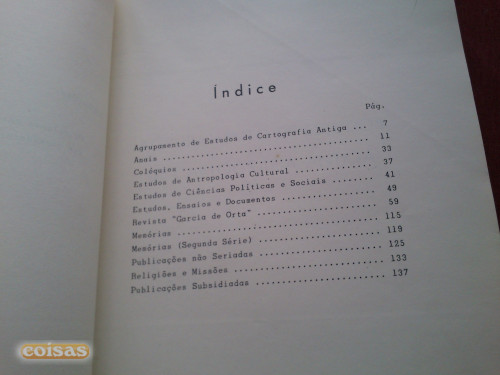 Índice
Pág.
Agrupamento de Estudos de Cartografia Antiga ... 7
Anais ........................................ 11
Colóquios .................................... 33
Estudos de Antropologia Cultural ............. 37
Estudos de Ciências Políticas e Sociais ...... 41
Estudos, Ensaios e Documentos ................ 49
Revista "Garcia de Orta" ..................... 59
Memórias ..................................... 115
Memórias (Segunda Série) ..................... 119
Publicações não Seriadas ..................... 125
Religiões e Missões .......................... 133
Publicações Subsidiadas ...................... 137
coisas